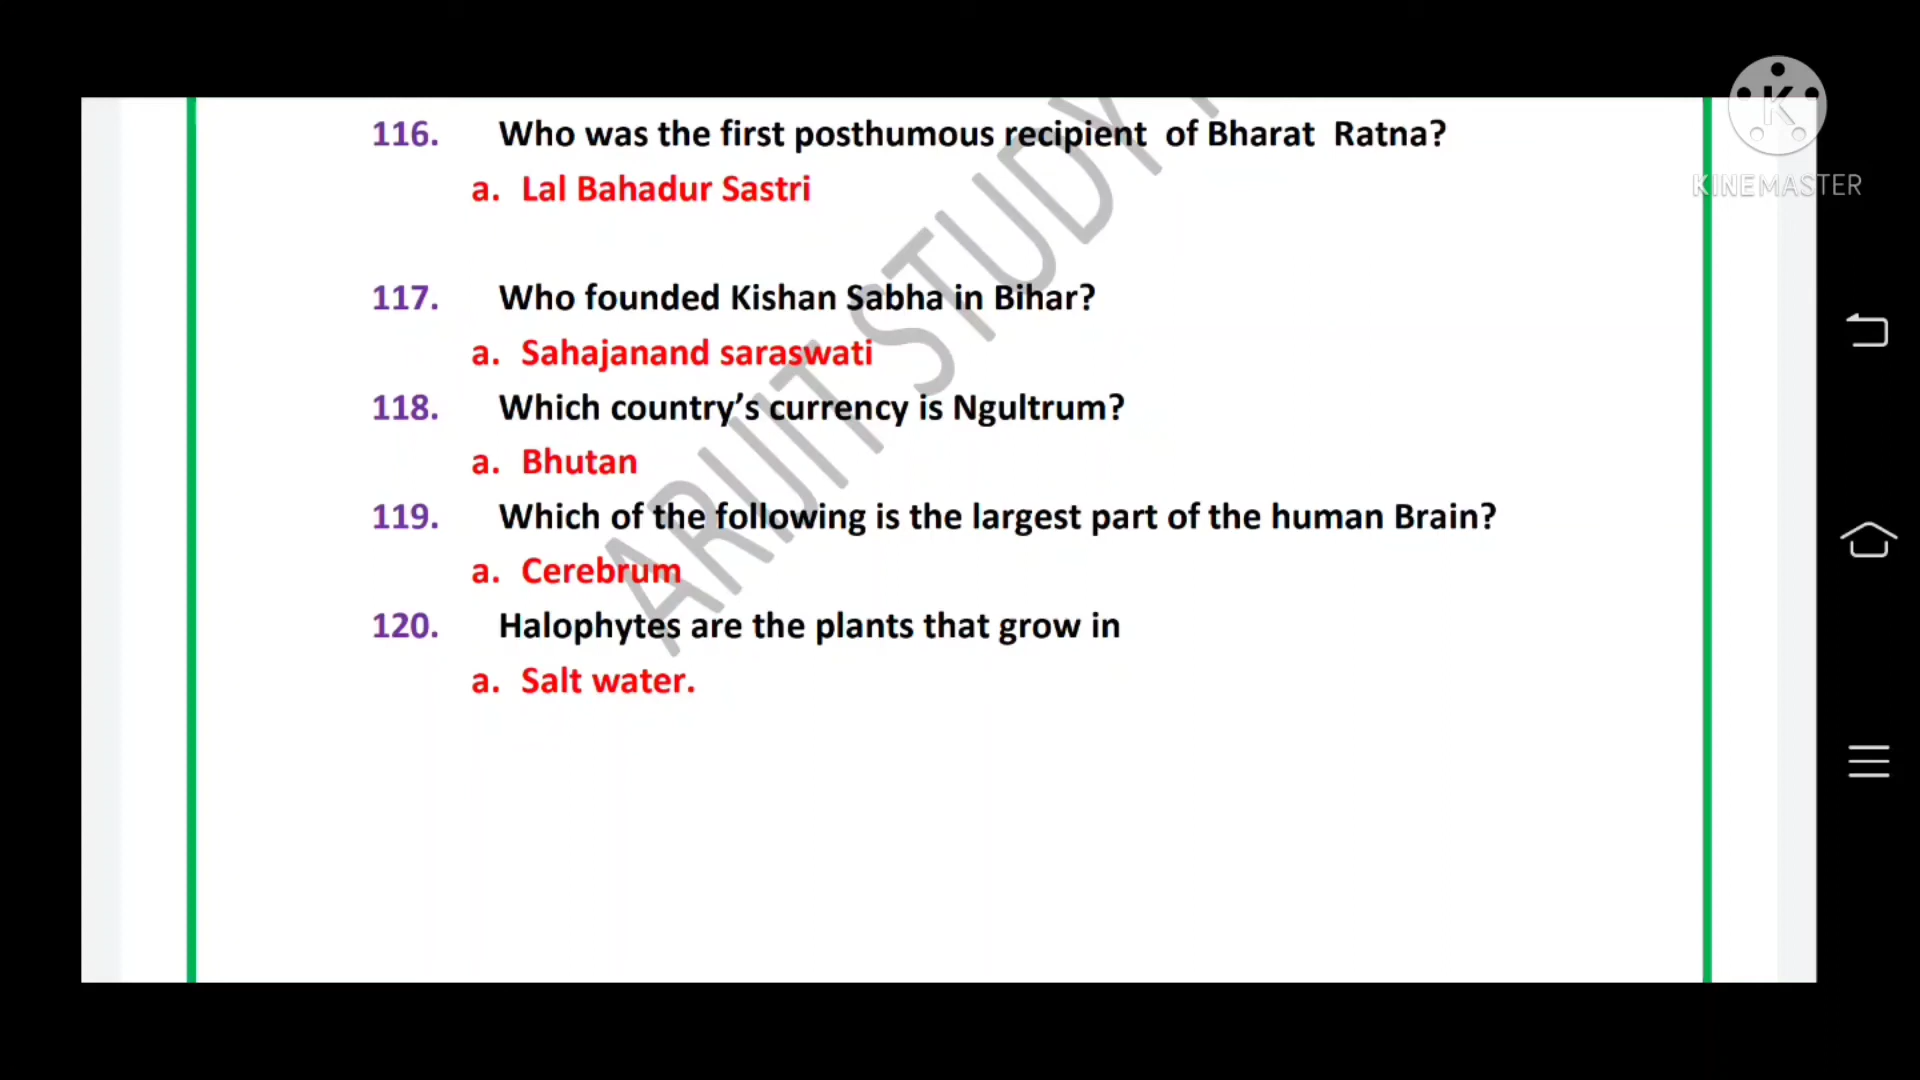 116. Who was the first posthumous recipient of Bharat Ratna?
a. Lal Bahadur Sastri
117. Who founded Kishan Sabha in Bihar?
a. Sahajanand saraswati
118. Which country’s currency is Ngultrum?
a. Bhutan
119. Which of the following is the largest part of the human Brain?
a. Cerebrum
120. Halophytes are the plants that grow in
a. Salt water.
ARIJIT STUDY
K
KINEMASTER